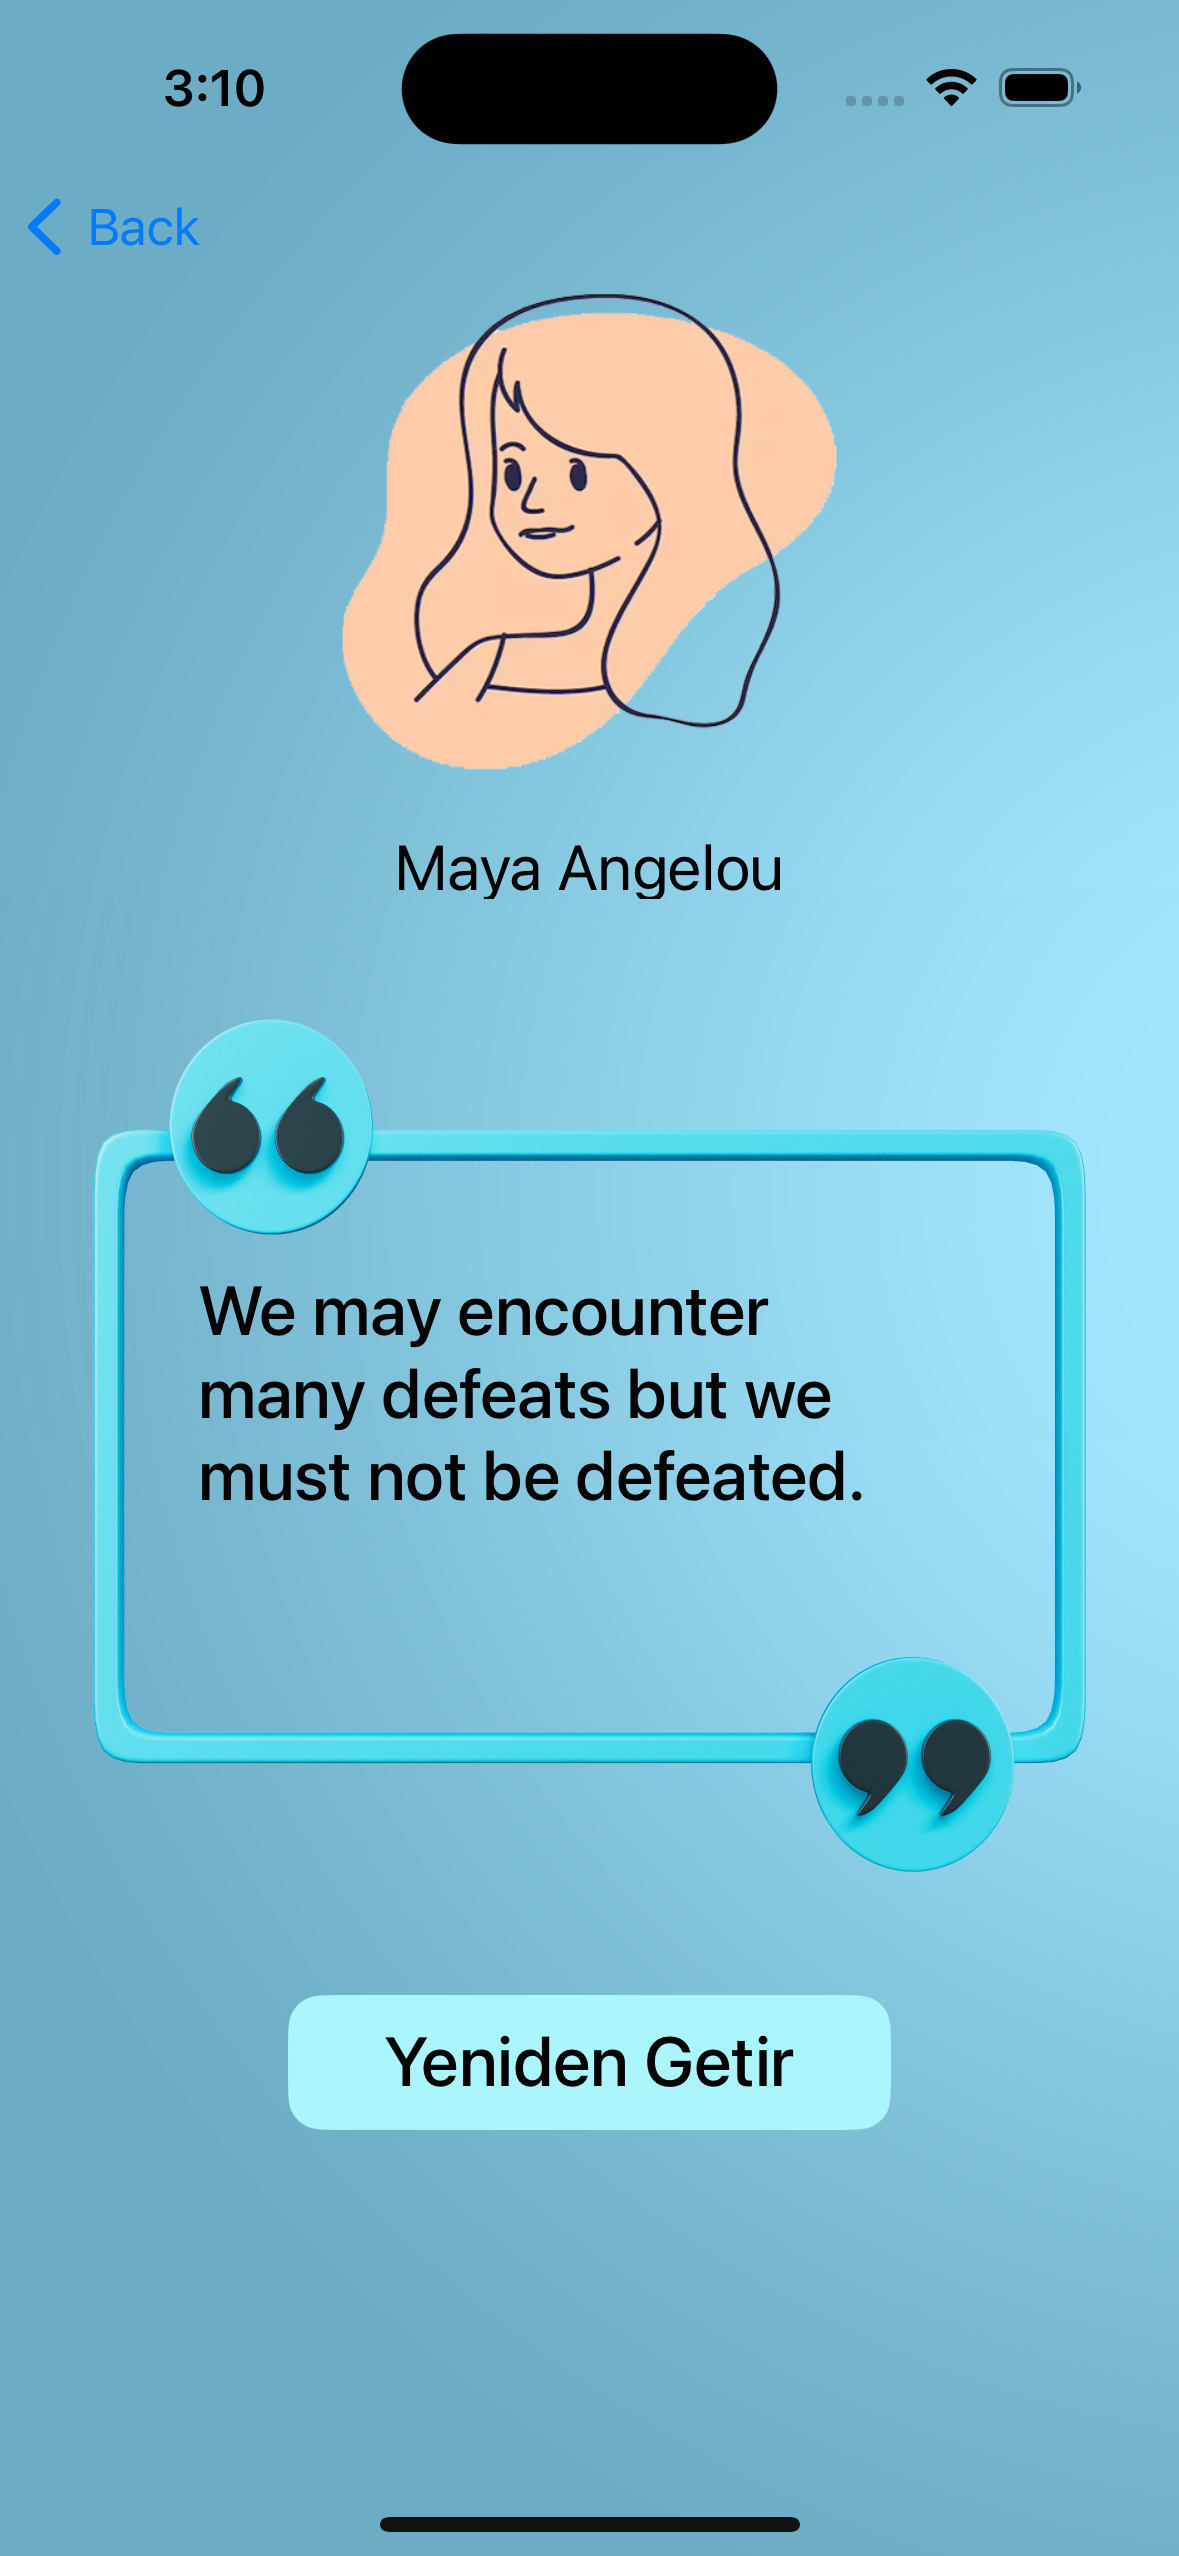 3:10
Back
Maya Angelou
“
We may encounter
many defeats but we
must not be defeated.
”
Yeniden Getir